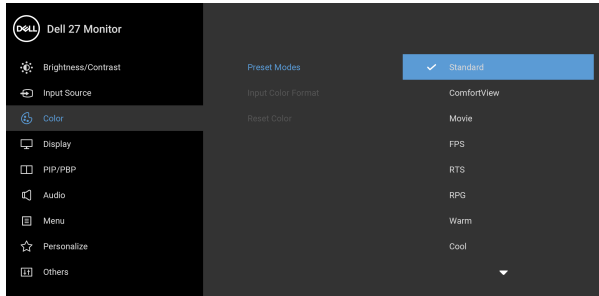 DELL Dell 27 Monitor
Brightness/Contrast
Input Source
Color
Display
PIP/PBP
Audio
Menu
Personalize
Others
Preset Modes
Input Color Format
Reset Color
Standard
ComfortView
Movie
FPS
RTS
RPG
Warm
Cool